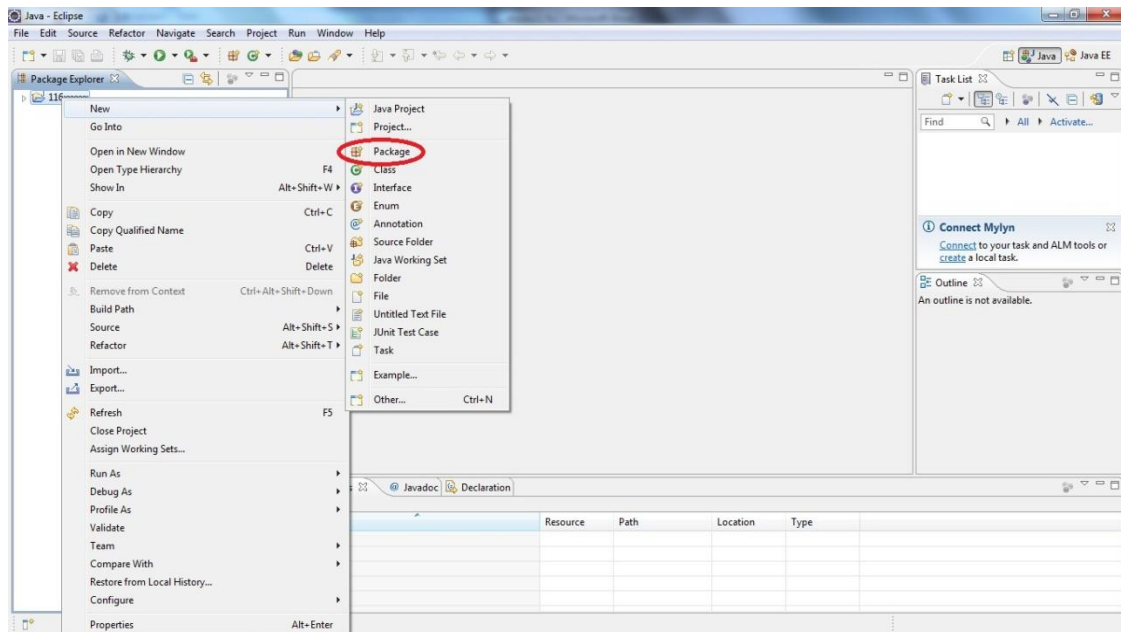 Java - Eclipse
File Edit Source Refactor Navigate Search Project Run Window Help
Java Java EE
Package Explorer
New
Go Into
Open in New Window
Open Type Hierarchy F4
Show In Alt+Shift+W
Copy Ctrl+C
Copy Qualified Name
Paste Ctrl+V
Delete Delete
Remove from Context Ctrl+Alt+Shift+Down
Build Path
Source Alt+Shift+S
Refactor Alt+Shift+T
Import...
Export...
Refresh F5
Close Project
Assign Working Sets...
Run As
Debug As
Profile As
Validate
Team
Compare With
Restore from Local History...
Configure
Properties Alt+Enter
Java Project
Project...
Package
Class
Interface
Enum
Annotation
Source Folder
Java Working Set
Folder
File
Untitled Text File
JUnit Test Case
Task
Example...
Other... Ctrl+N
Task List
Find All Activate...
Connect Mylyn
Connect to your task and ALM tools or
create a local task.
Outline
An outline is not available.
@ Javadoc Declaration
Resource Path Location Type